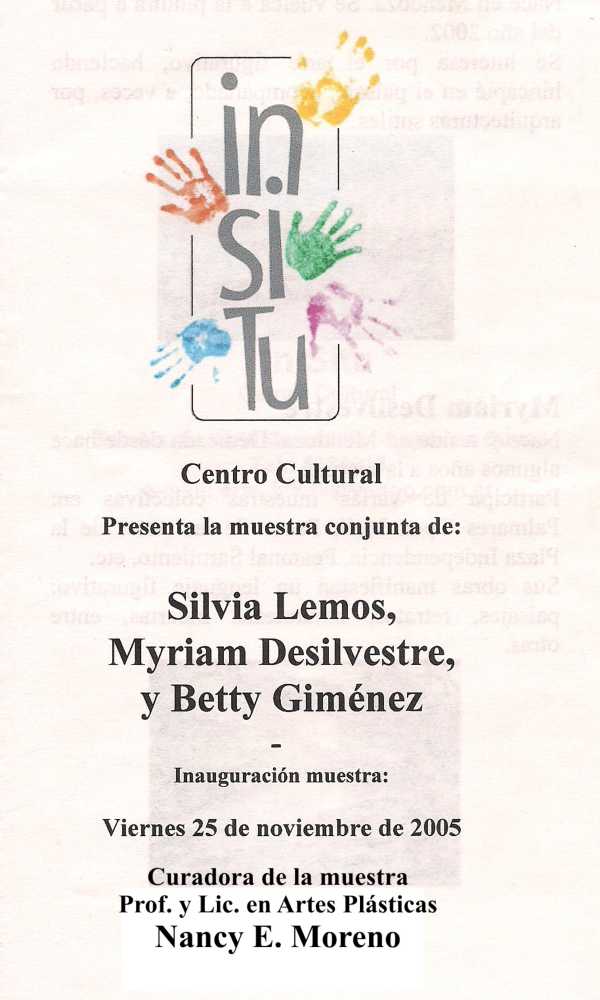 in.
Si
Tu
Centro Cultural
Presenta la muestra conjunta de:
Silvia Lemos,
Myriam Desilvestre,
y Betty Giménez
-
Inauguración muestra:
Viernes 25 de noviembre de 2005
Curadora de la muestra
Prof. y Lic. en Artes Plásticas
Nancy E. Moreno